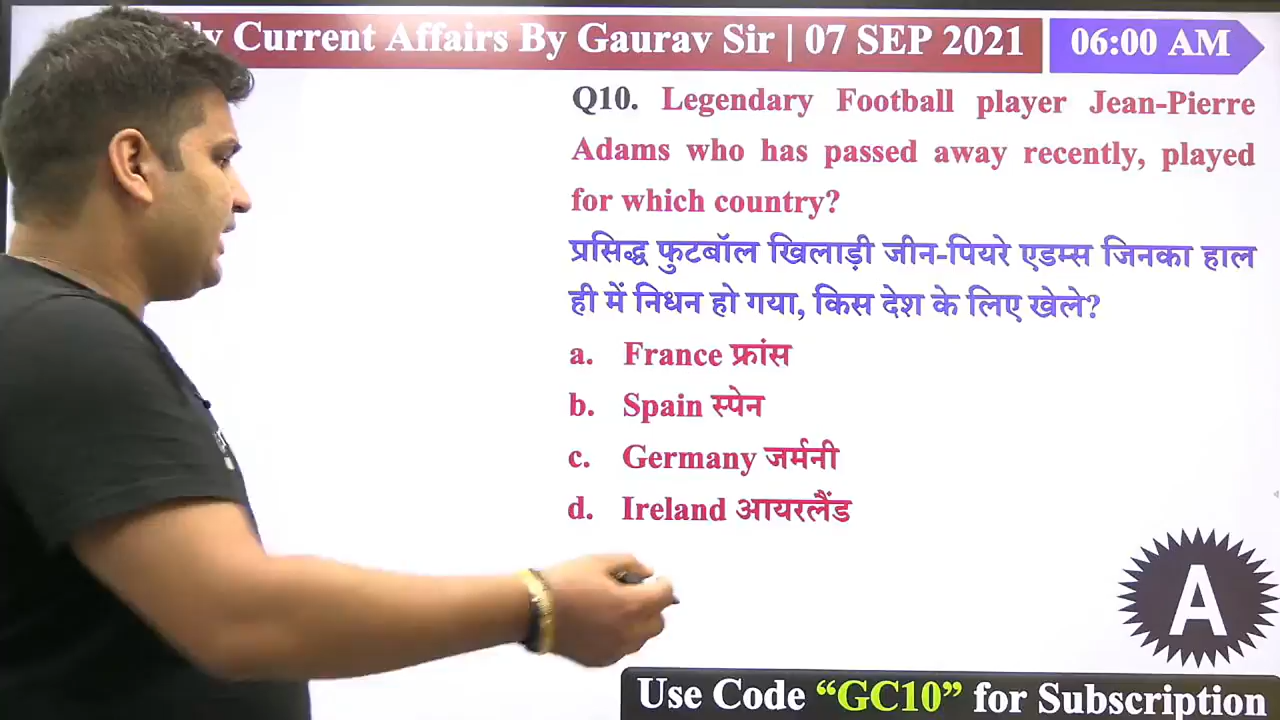 Current Affairs By Gaurav Sir | 07 SEP 2021
06:00 AM
Q10. Legendary Football player Jean-Pierre
Adams who has passed away recently, played
for which country?
प्रसिद्ध फुटबॉल खिलाड़ी जीन-पियरे एडम्स जिनका हाल
ही में निधन हो गया, किस देश के लिए खेले?
a. France फ्रांस
b. Spain स्पेन
c. Germany जर्मनी
d. Ireland आयरलैंड
A
Use Code “GC10” for Subscription